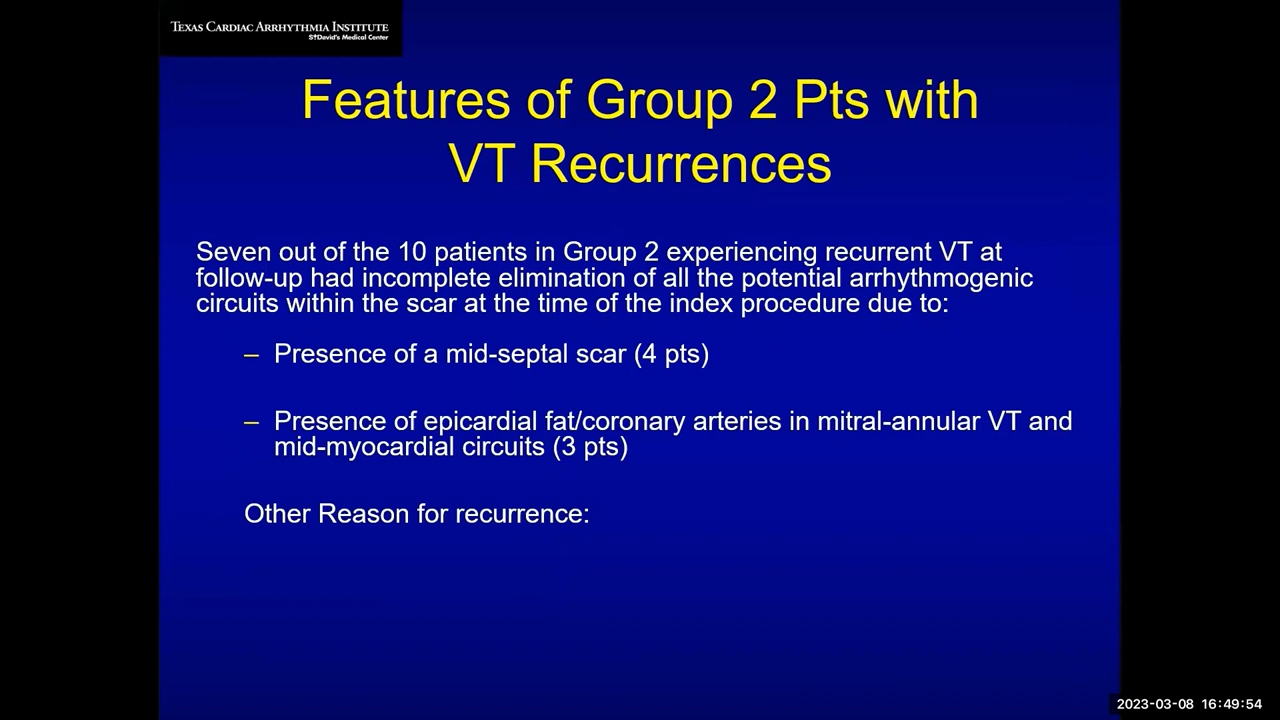 TEXAS CARDIAC ARRHYTHMIA INSTITUTE
StDavid's Medical Center
Features of Group 2 Pts with
VT Recurrences
Seven out of the 10 patients in Group 2 experiencing recurrent VT at
follow-up had incomplete elimination of all the potential arrhythmogenic
circuits within the scar at the time of the index procedure due to:
– Presence of a mid-septal scar (4 pts)
– Presence of epicardial fat/coronary arteries in mitral-annular VT and
mid-myocardial circuits (3 pts)
Other Reason for recurrence:
2023-03-08 16:49:54